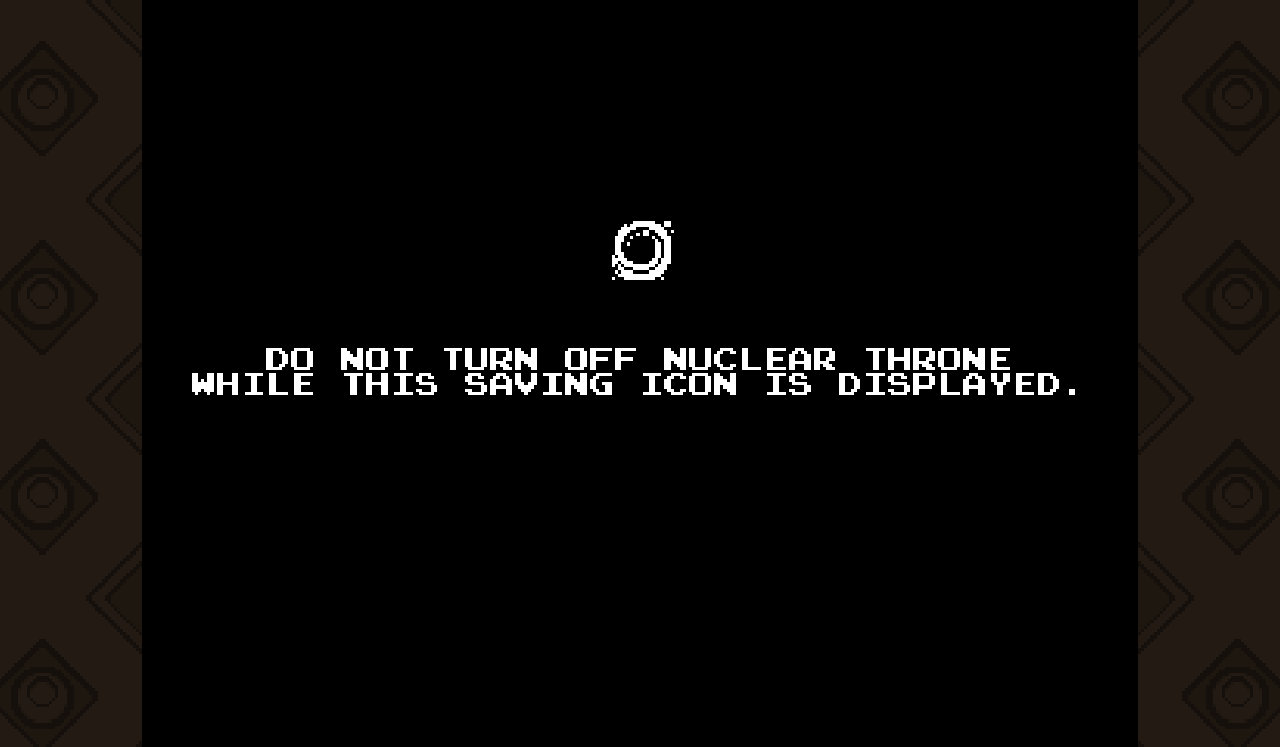 DO NOT TURN OFF NUCLEAR THRONE
WHILE THIS SAVING ICON IS DISPLAYED.